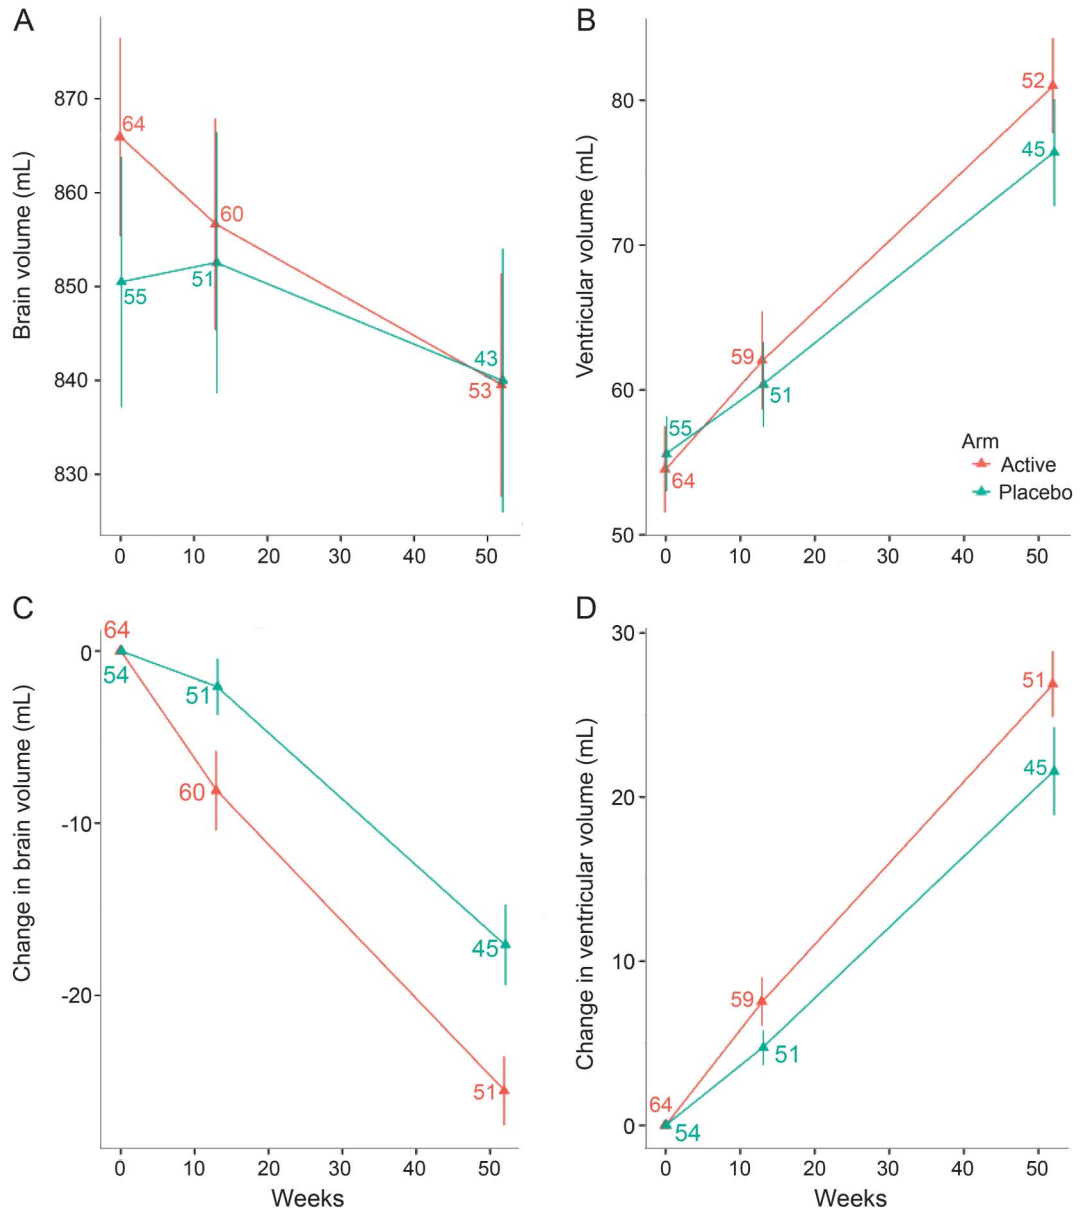 A
Brain volume (mL)
870
860
850
840
830
64
60
55
51
43
53
0 10 20 30 40 50
B
Ventricular volume (mL)
80
70
60
50
52
45
59
51
55
64
Arm
Active
Placebo
0 10 20 30 40 50
C
Change in brain volume (mL)
0
-10
-20
64
54
51
60
45
51
0 10 20 30 40 50
Weeks
D
Change in ventricular volume (mL)
30
20
10
0
51
45
59
51
64
54
0 10 20 30 40 50
Weeks